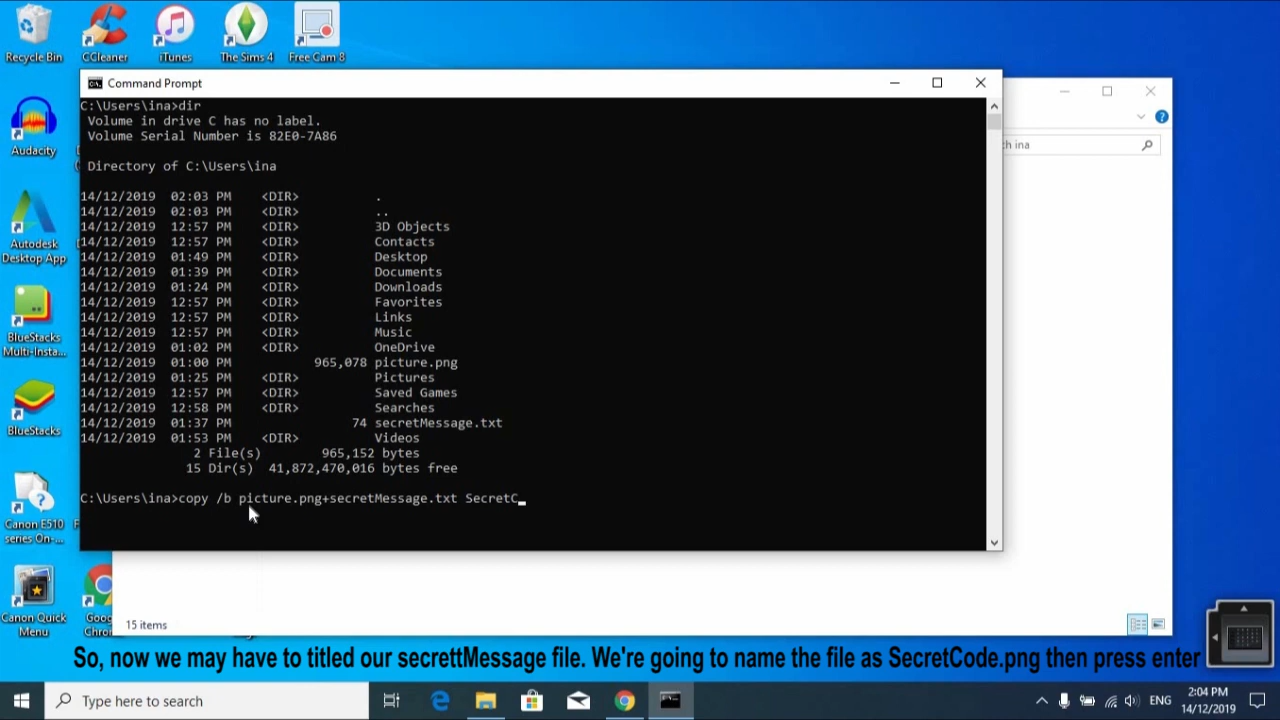 Recycle Bin
CCleaner
iTunes
The Sims 4
Free Cam 8
Audacity
Autodesk
Desktop App
BlueStacks
Multi-Insta...
BlueStacks
Canon E510
series On-...
Canon Quick
Menu
Goog
Chro
Command Prompt
C:\Users\ina>dir
Volume in drive C has no label.
Volume Serial Number is 82E0-7A86
Directory of C:\Users\ina
14/12/2019 02:03 PM <DIR> .
14/12/2019 02:03 PM <DIR> ..
14/12/2019 12:57 PM <DIR> 3D Objects
14/12/2019 12:57 PM <DIR> Contacts
14/12/2019 01:49 PM <DIR> Desktop
14/12/2019 01:39 PM <DIR> Documents
14/12/2019 01:24 PM <DIR> Downloads
14/12/2019 12:57 PM <DIR> Favorites
14/12/2019 12:57 PM <DIR> Links
14/12/2019 12:57 PM <DIR> Music
14/12/2019 01:02 PM <DIR> OneDrive
14/12/2019 01:00 PM 965,078 picture.png
14/12/2019 01:25 PM <DIR> Pictures
14/12/2019 12:57 PM <DIR> Saved Games
14/12/2019 12:58 PM <DIR> Searches
14/12/2019 01:37 PM 74 secretMessage.txt
14/12/2019 01:53 PM <DIR> Videos
2 File(s) 965,152 bytes
15 Dir(s) 41,872,470,016 bytes free
C:\Users\ina>copy /b picture.png+secretMessage.txt SecretC_
ch ina
15 items
So, now we may have to titled our secrettMessage file. We're going to name the file as SecretCode.png then press enter
Type here to search
ENG
2:04 PM
14/12/2019